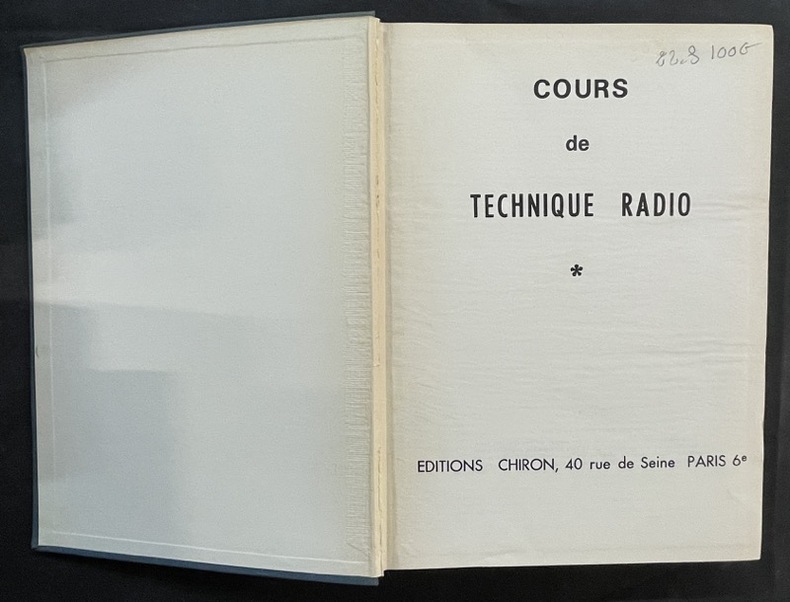 COURS
de
TECHNIQUE RADIO
*
EDITIONS CHIRON, 40 rue de Seine PARIS 6e